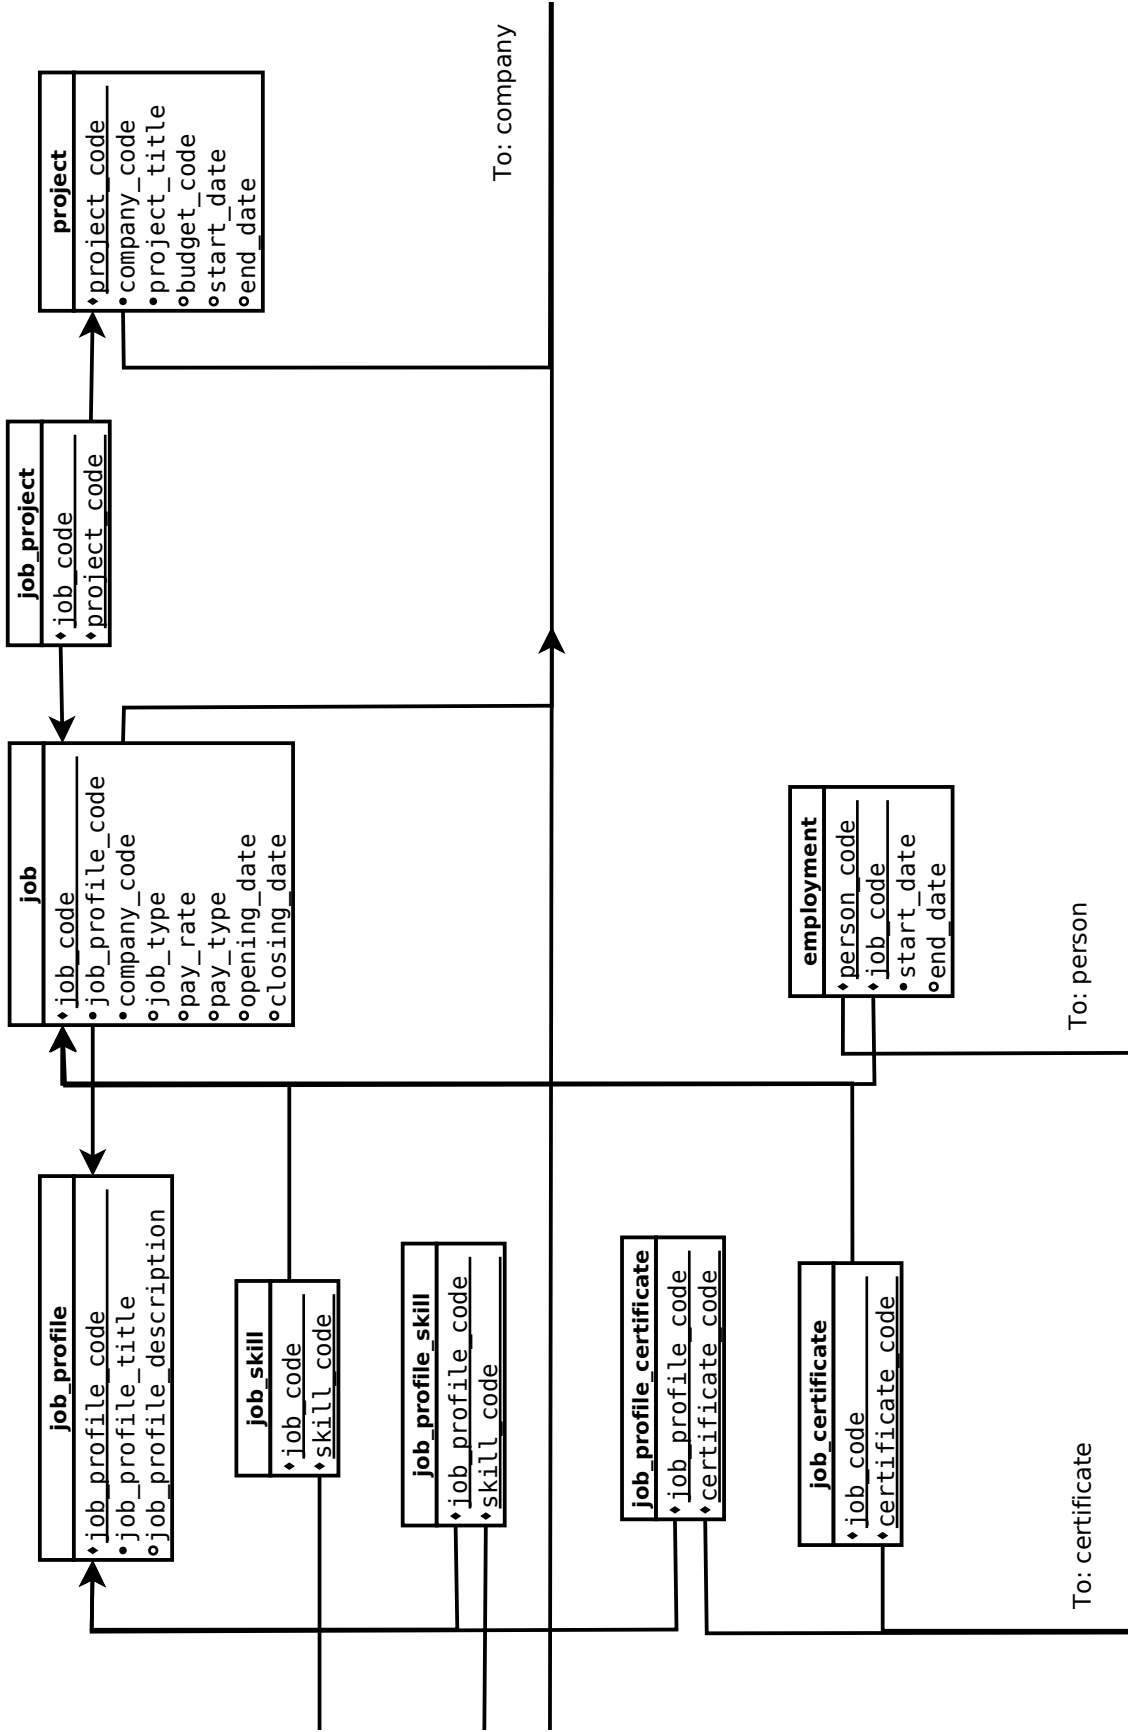 job_profile
job_profile_code
job_profile_title
job_profile_description
job
job_code
job_profile_code
company_code
job_type
pay_rate
pay_type
opening_date
closing_date
job_project
job_code
project_code
project
project_code
company_code
project_title
budget_code
start_date
end_date
job_skill
job_code
skill_code
job_profile_skill
job_profile_code
skill_code
To: company
job_profile_certificate
job_profile_code
certificate_code
job_certificate
job_code
certificate_code
employment
person_code
job_code
start_date
end_date
To: certificate
To: person